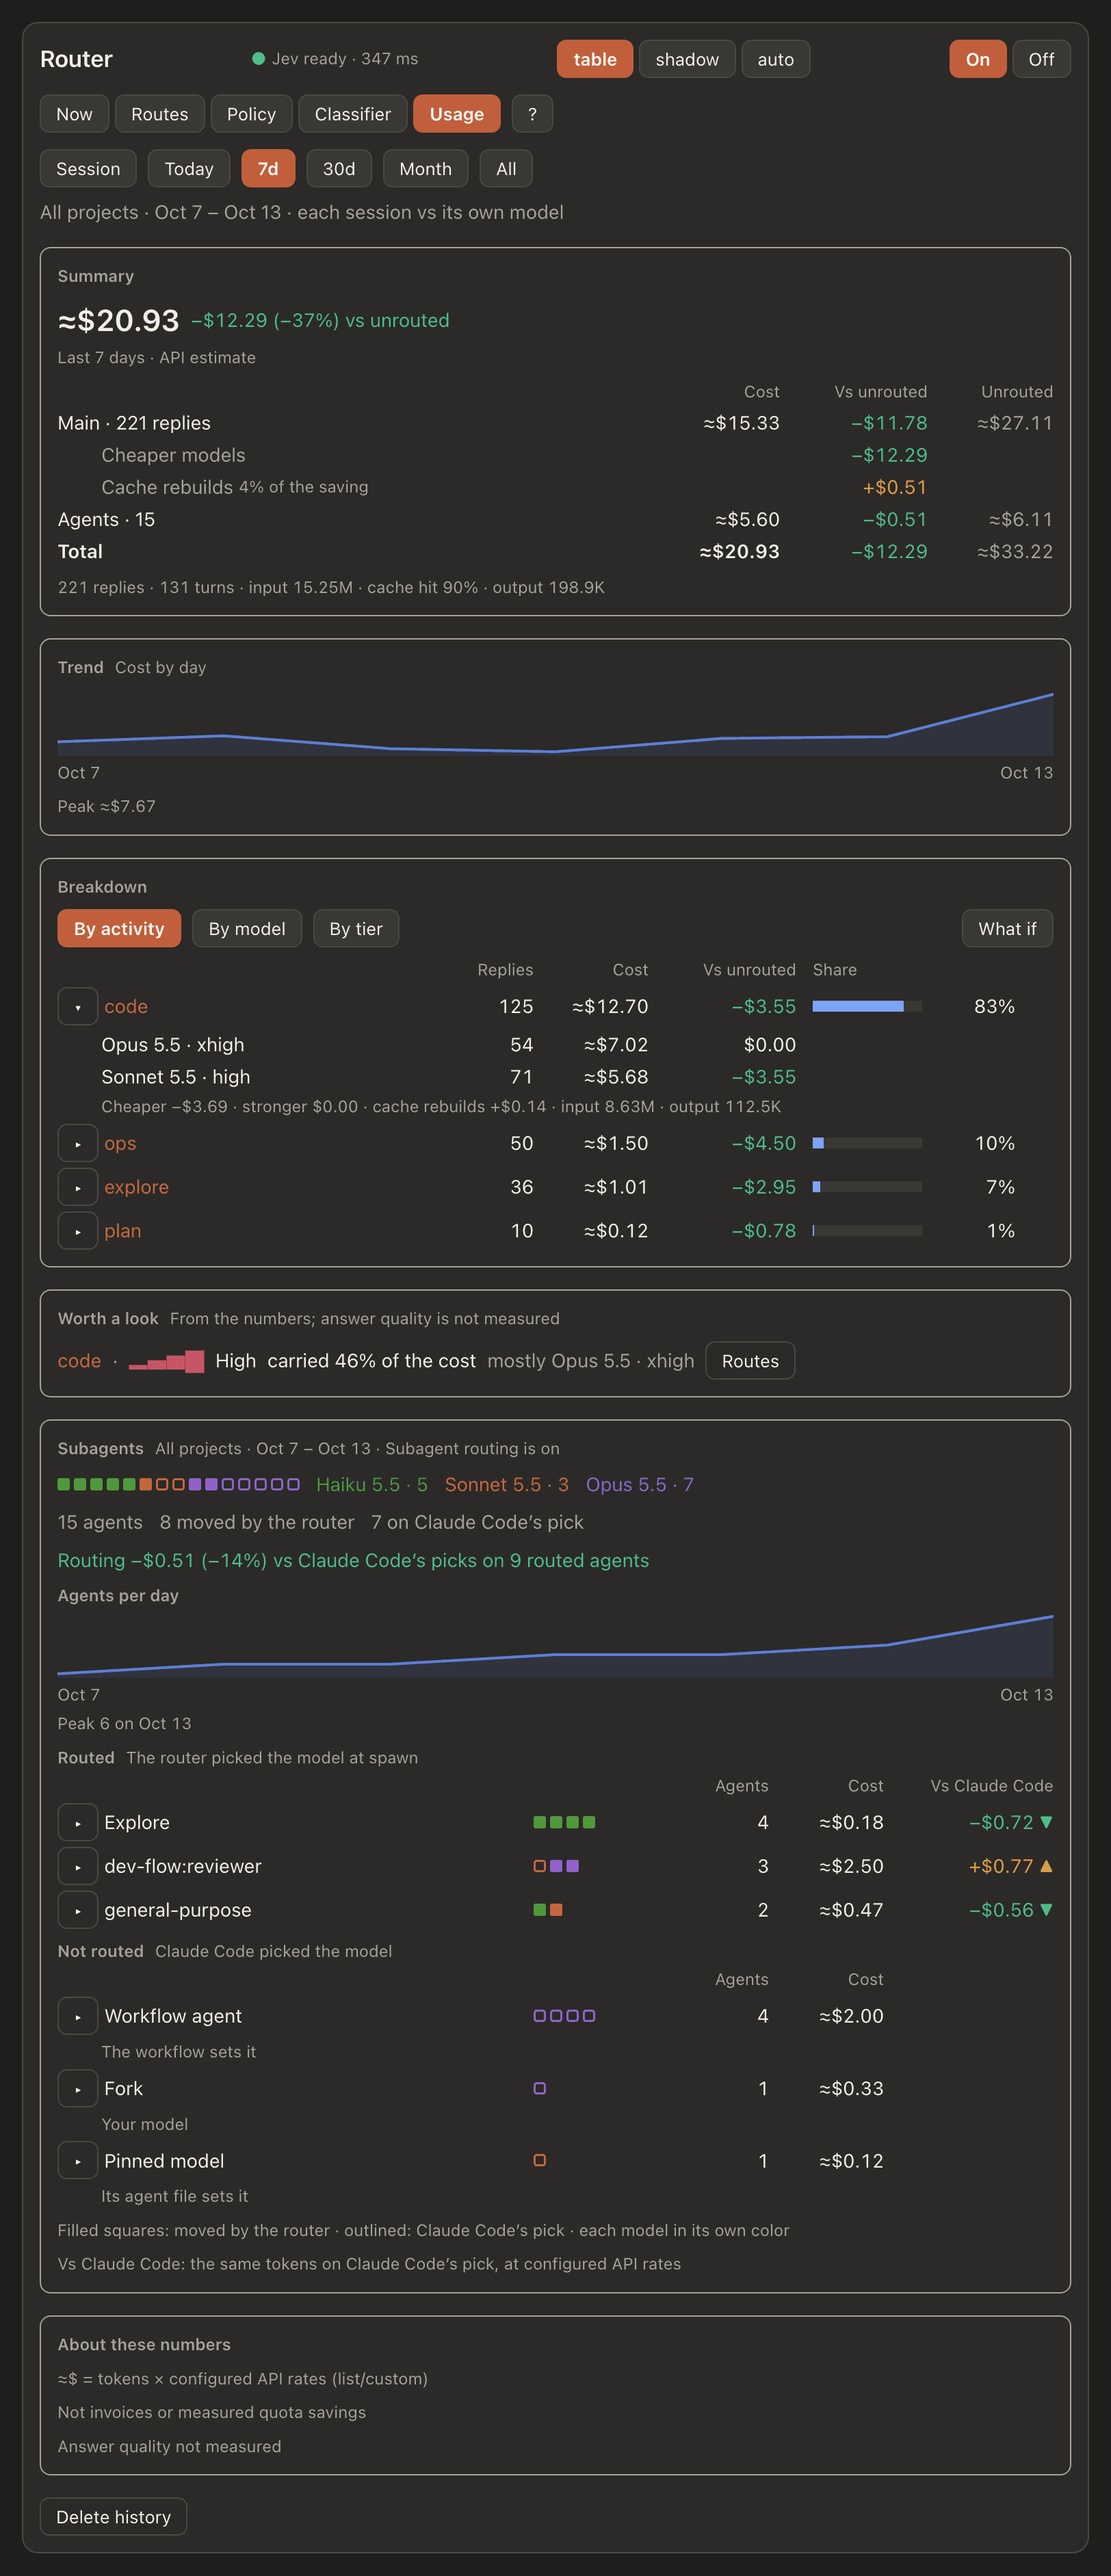 Router Jev ready · 347 ms table shadow auto On Off
Now Routes Policy Classifier Usage ?
Session Today 7d 30d Month All
All projects · Oct 7 – Oct 13 · each session vs its own model
Summary
≈$20.93 −$12.29 (−37%) vs unrouted
Last 7 days · API estimate
Cost Vs unrouted Unrouted
Main · 221 replies ≈$15.33 −$11.78 ≈$27.11
Cheaper models −$12.29
Cache rebuilds 4% of the saving +$0.51
Agents · 15 ≈$5.60 −$0.51 ≈$6.11
Total ≈$20.93 −$12.29 ≈$33.22
221 replies · 131 turns · input 15.25M · cache hit 90% · output 198.9K
Trend Cost by day
Oct 7 Oct 13
Peak ≈$7.67
Breakdown
By activity By model By tier What if
Replies Cost Vs unrouted Share
▾ code 125 ≈$12.70 −$3.55 83%
Opus 5.5 · xhigh 54 ≈$7.02 $0.00
Sonnet 5.5 · high 71 ≈$5.68 −$3.55
Cheaper −$3.69 · stronger $0.00 · cache rebuilds +$0.14 · input 8.63M · output 112.5K
▸ ops 50 ≈$1.50 −$4.50 10%
▸ explore 36 ≈$1.01 −$2.95 7%
▸ plan 10 ≈$0.12 −$0.78 1%
Worth a look From the numbers; answer quality is not measured
code · High carried 46% of the cost mostly Opus 5.5 · xhigh Routes
Subagents All projects · Oct 7 – Oct 13 · Subagent routing is on
Haiku 5.5 · 5 Sonnet 5.5 · 3 Opus 5.5 · 7
15 agents 8 moved by the router 7 on Claude Code’s pick
Routing −$0.51 (−14%) vs Claude Code’s picks on 9 routed agents
Agents per day
Oct 7 Oct 13
Peak 6 on Oct 13
Routed The router picked the model at spawn
Agents Cost Vs Claude Code
▸ Explore 4 ≈$0.18 −$0.72 ▼
▸ dev-flow:reviewer 3 ≈$2.50 +$0.77 ▲
▸ general-purpose 2 ≈$0.47 −$0.56 ▼
Not routed Claude Code picked the model
Agents Cost
▸ Workflow agent 4 ≈$2.00
The workflow sets it
▸ Fork 1 ≈$0.33
Your model
▸ Pinned model 1 ≈$0.12
Its agent file sets it
Filled squares: moved by the router · outlined: Claude Code’s pick · each model in its own color
Vs Claude Code: the same tokens on Claude Code’s pick, at configured API rates
About these numbers
≈$ = tokens × configured API rates (list/custom)
Not invoices or measured quota savings
Answer quality not measured
Delete history